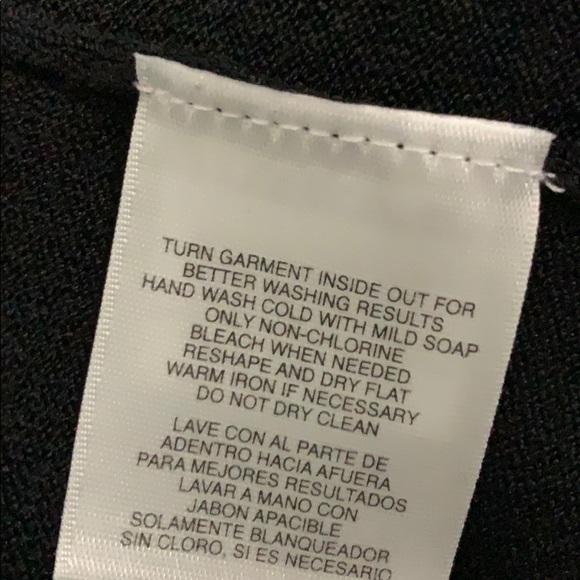 TURN GARMENT INSIDE OUT FOR
BETTER WASHING RESULTS
HAND WASH COLD WITH MILD SOAP
ONLY NON-CHLORINE
BLEACH WHEN NEEDED
RESHAPE AND DRY FLAT
WARM IRON IF NECESSARY
DO NOT DRY CLEAN
LAVE CON AL PARTE DE
ADENTRO HACIA AFUERA
PARA MEJORES RESULTADOS
LAVAR A MANO CON
JABON APACIBLE
SOLAMENTE BLANQUEADOR
SIN CLORO, SI ES NECESARIO